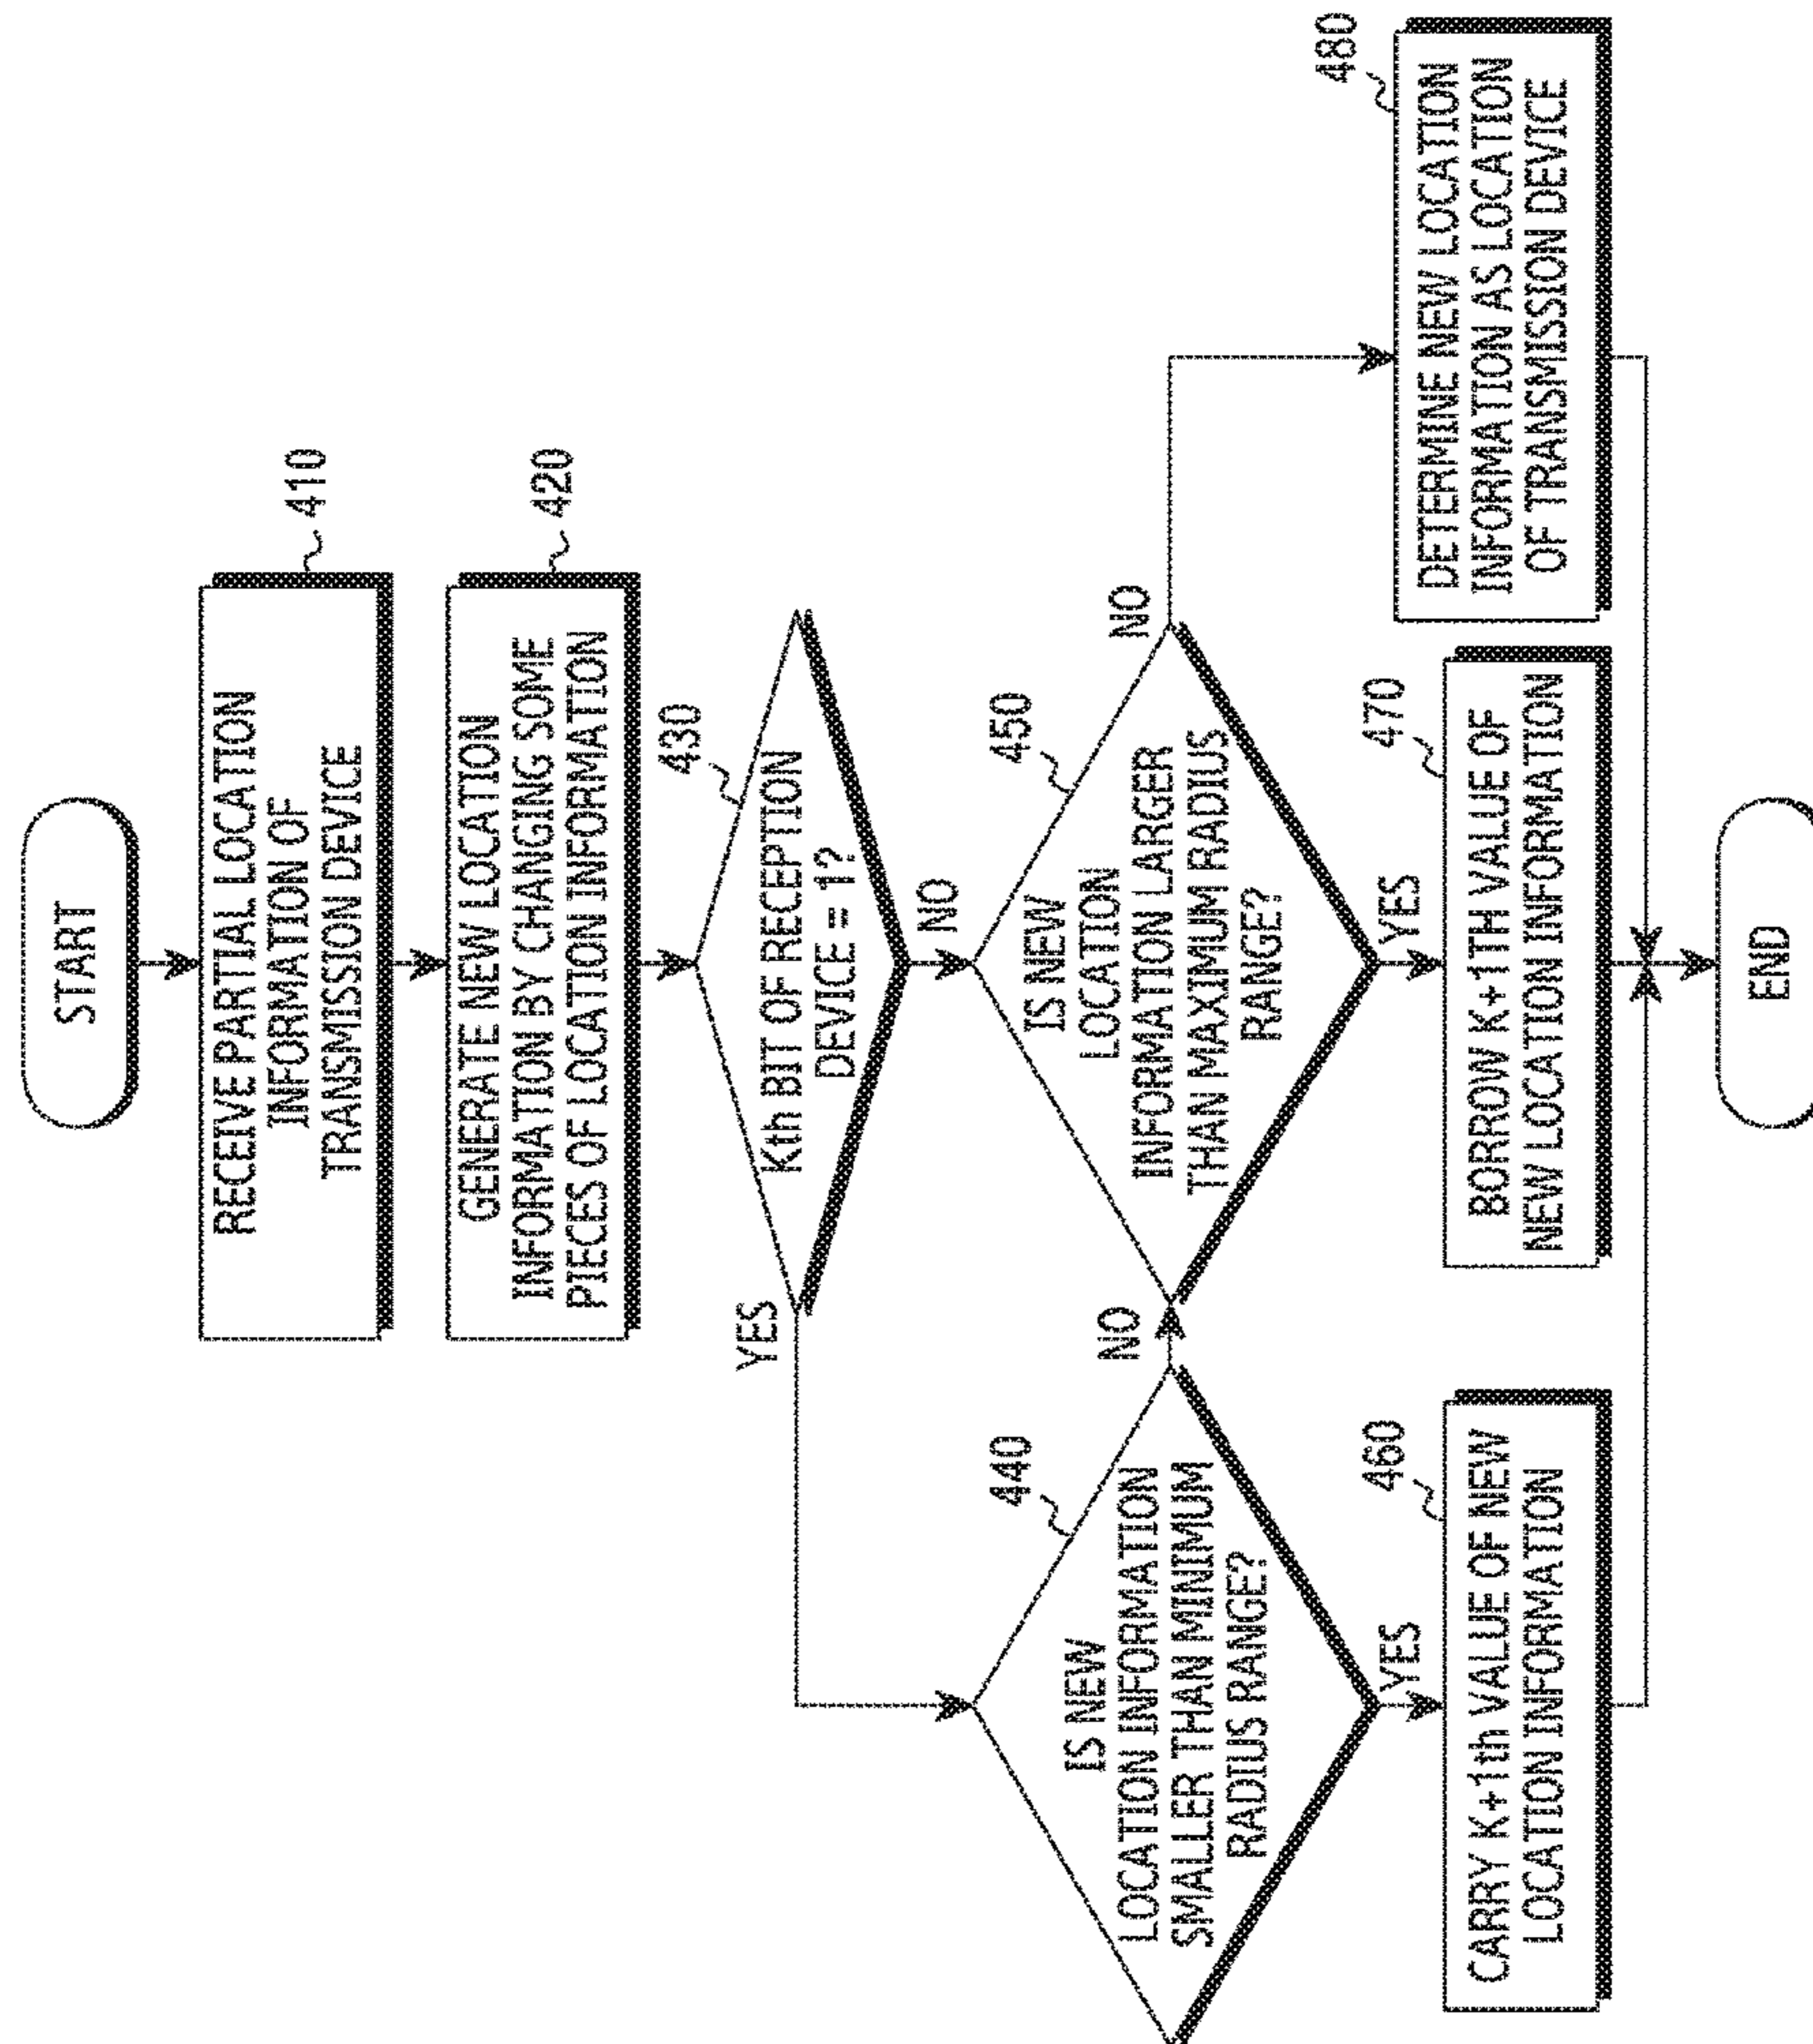 START
RECEIVE PARTIAL LOCATION
INFORMATION OF
TRANSMISSION DEVICE
410
GENERATE NEW LOCATION
INFORMATION BY CHANGING SOME
PIECES OF LOCATION INFORMATION
420
430
Kth BIT OF RECEPTION
DEVICE = 1?
YES
NO
440
IS NEW
LOCATION INFORMATION
SMALLER THAN MINIMUM
RADIUS RANGE?
NO
YES
450
IS NEW
LOCATION
INFORMATION LARGER
THAN MAXIMUM RADIUS
RANGE?
NO
YES
460
CARRY K+1th VALUE OF NEW
LOCATION INFORMATION
470
BORROW K+1TH VALUE OF
NEW LOCATION INFORMATION
480
DETERMINE NEW LOCATION
INFORMATION AS LOCATION
OF TRANSMISSION DEVICE
END